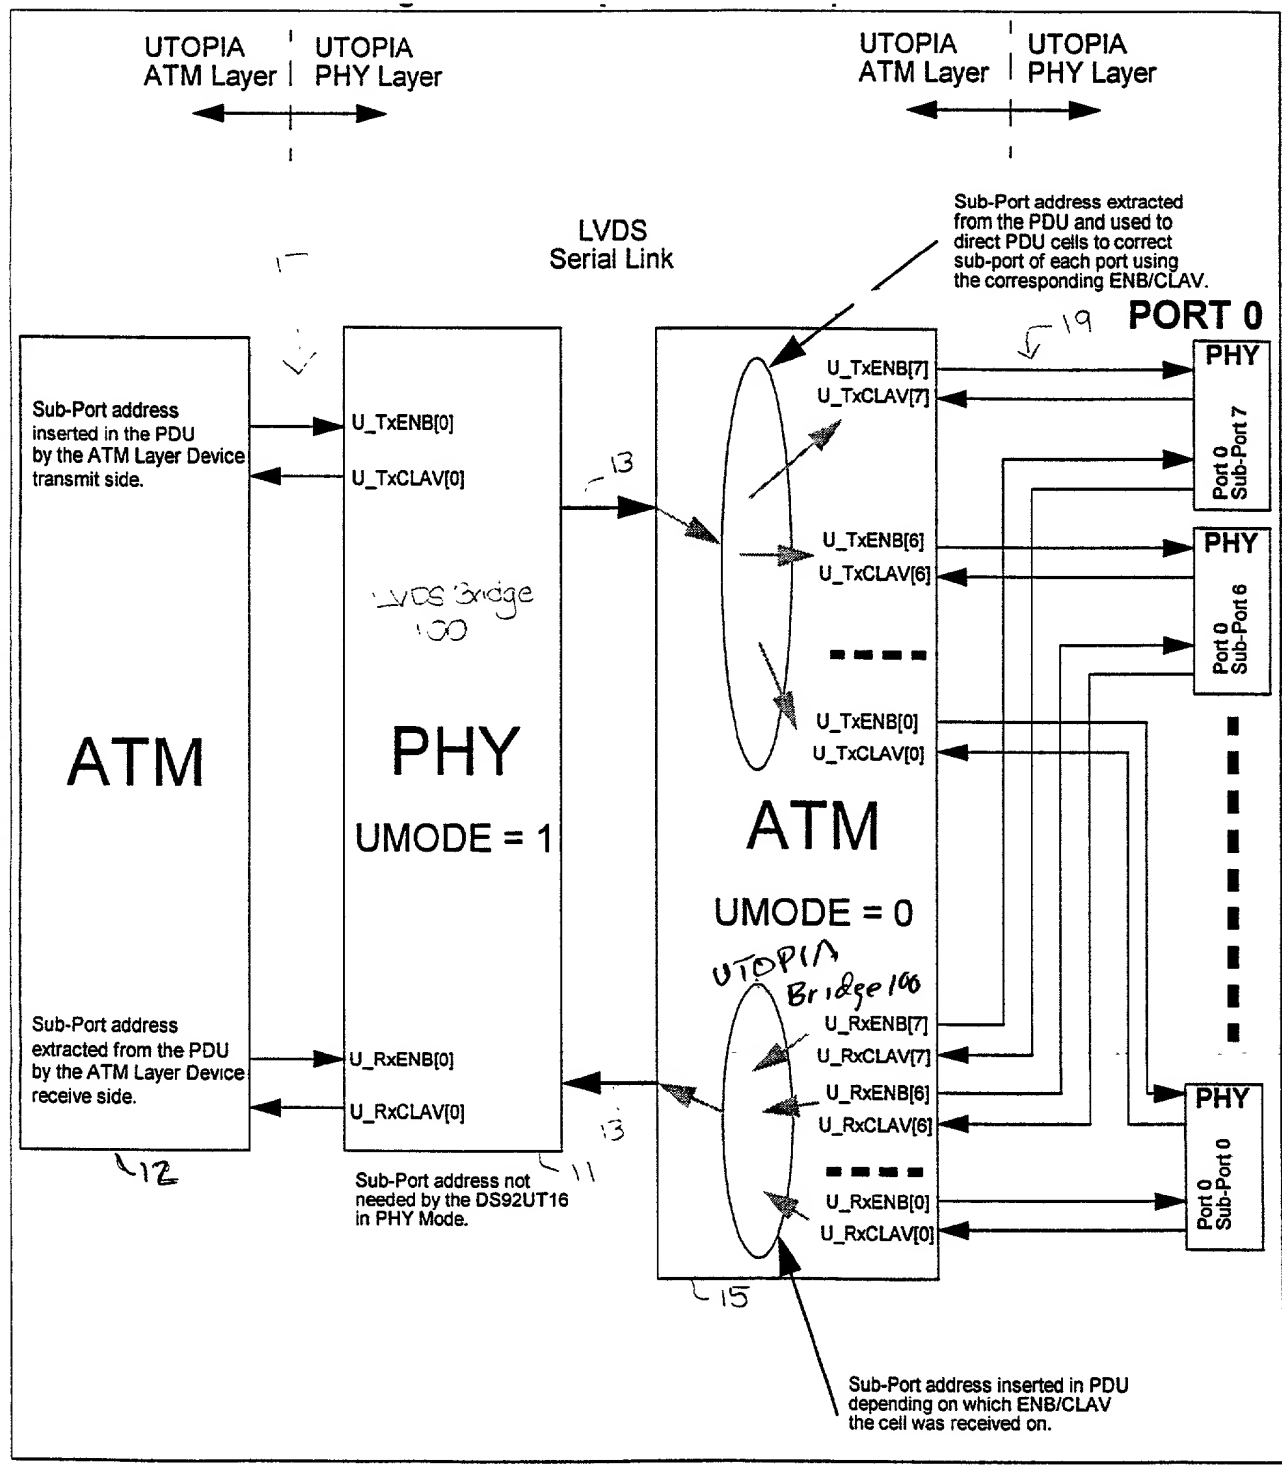 UTOPIA
ATM Layer
UTOPIA
PHY Layer
UTOPIA
ATM Layer
UTOPIA
PHY Layer
LVDS
Serial Link
Sub-Port address extracted
from the PDU and used to
direct PDU cells to correct
sub-port of each port using
the corresponding ENB/CLAV.
PORT 0
19
Sub-Port address
inserted in the PDU
by the ATM Layer Device
transmit side.
U_TxENB[0]
U_TxCLAV[0]
13
LVDS Bridge
100
ATM
PHY
UMODE = 1
Sub-Port address
extracted from the PDU
by the ATM Layer Device
receive side.
U_RxENB[0]
U_RxCLAV[0]
12
11
13
Sub-Port address not
needed by the DS92UT16
in PHY Mode.
U_TxENB[7]
U_TxCLAV[7]
U_TxENB[6]
U_TxCLAV[6]
U_TxENB[0]
U_TxCLAV[0]
ATM
UMODE = 0
UTOPIA
Bridge 100
U_RxENB[7]
U_RxCLAV[7]
U_RxENB[6]
U_RxCLAV[6]
U_RxENB[0]
U_RxCLAV[0]
15
PHY
Port 0
Sub-Port 7
PHY
Port 0
Sub-Port 6
PHY
Port 0
Sub-Port 0
Sub-Port address inserted in PDU
depending on which ENB/CLAV
the cell was received on.